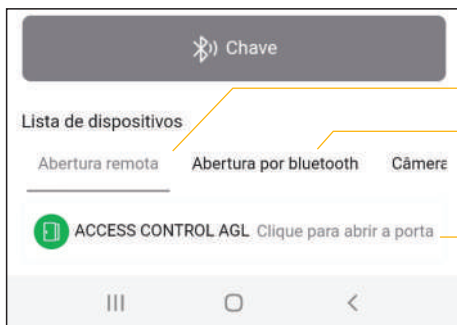 Chave
Lista de dispositivos
Abertura remota Abertura por bluetooth Câmera
ACCESS CONTROL AGL Clique para abrir a porta